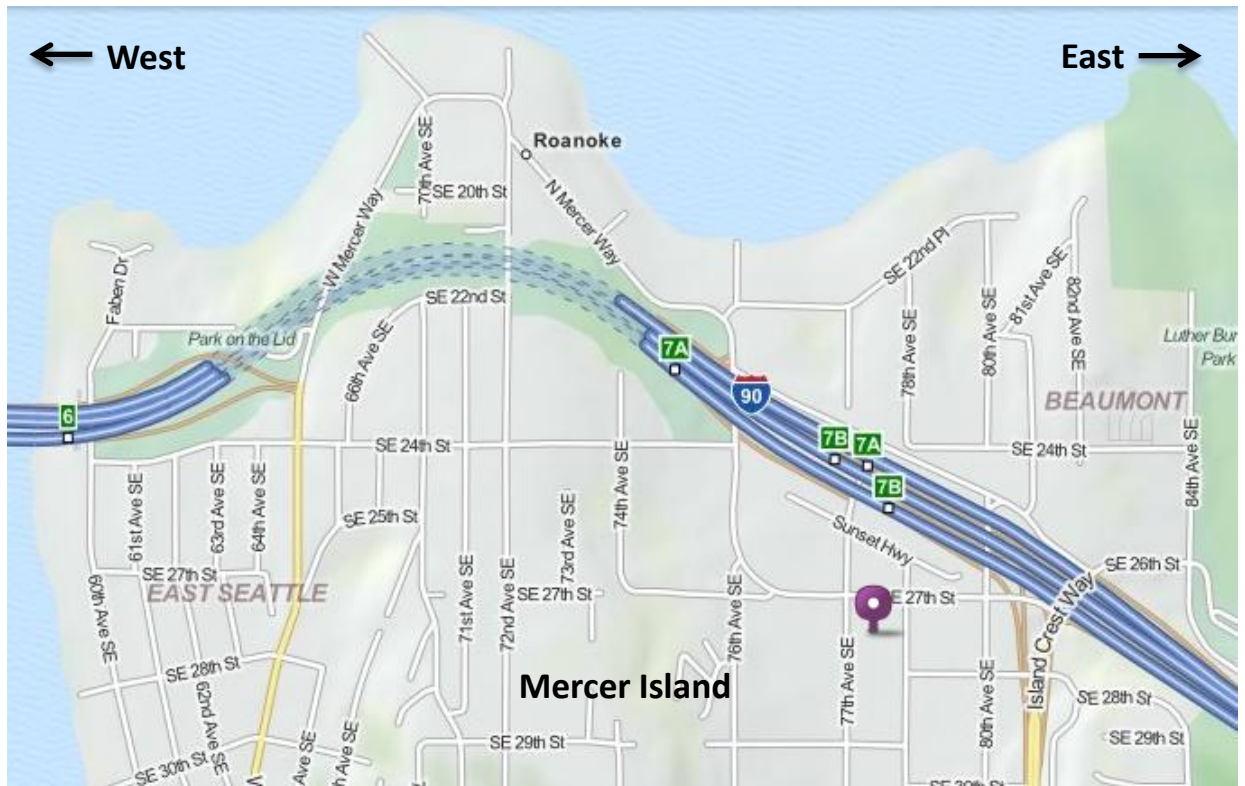 West
East
Roanoke
70th Ave SE
SE 20th St
N Mercer Way
W Mercer Way
Faben Dr
SE 22nd Pl
81st Ave SE
82nd Ave SE
SE 22nd St
Park on the Lid
66th Ave SE
7A
78th Ave SE
80th Ave SE
Luther Bur
Park
90
BEAUMONT
6
SE 24th St
7B
7A
SE 24th St
84th Ave SE
7B
61st Ave SE
63rd Ave SE
64th Ave SE
74th Ave SE
73rd Ave SE
SE 25th St
Sunset Hwy
SE 27th St
EAST SEATTLE
SE 26th St
60th Ave SE
71st Ave SE
72nd Ave SE
SE 27th St
76th Ave SE
E 27th St
Island Crest Way
SE 28th St
62nd Ave SE
Mercer Island
77th Ave SE
80th Ave SE
SE 28th St
SE 29th St
SE 29th St
SE 30th St
Ave SE
h Ave SE
W
SE 30th St